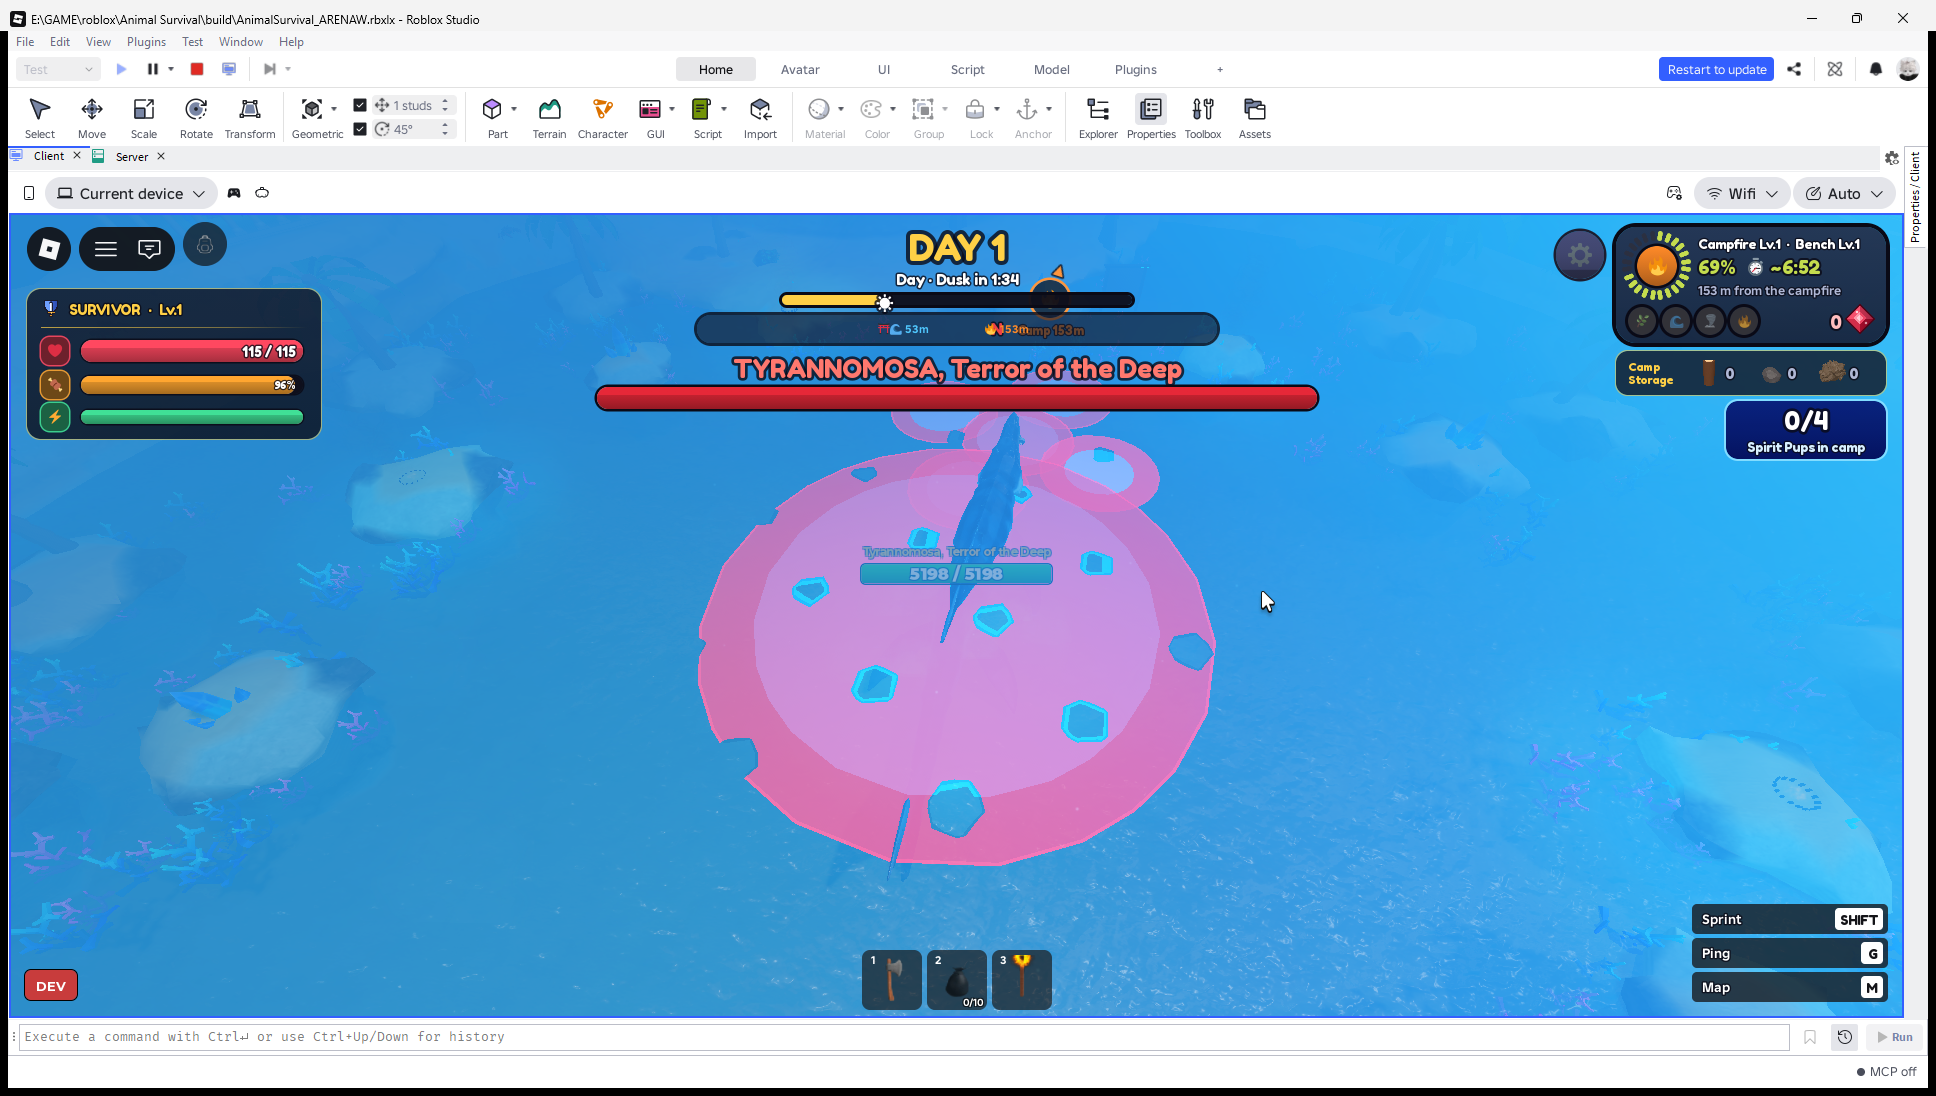 E:\GAME\roblox\Animal Survival\build\AnimalSurvival_ARENAW.rbxlx - Roblox Studio
File Edit View Plugins Test Window Help
Test
Home Avatar UI Script Model Plugins +
Restart to update
1 studs
45°
Select Move Scale Rotate Transform Geometric Part Terrain Character GUI Script Import Material Color Group Lock Anchor Explorer Properties Toolbox Assets
Client Server
Properties / Client
Current device
Wifi Auto
DAY 1
Day · Dusk in 1:34
53m
153m
Camp 153m
TYRANNOMOSA, Terror of the Deep
SURVIVOR · Lv.1
115 / 115
96%
Campfire Lv.1 · Bench Lv.1
69% ~6:52
153 m from the campfire
0
Camp Storage 0 0 0
0/4
Spirit Pups in camp
Tyrannomosa, Terror of the Deep
5198 / 5198
Sprint SHIFT
Ping G
Map M
DEV
1 2 3
0/10
Execute a command with Ctrl↵ or use Ctrl+Up/Down for history
Run
MCP off